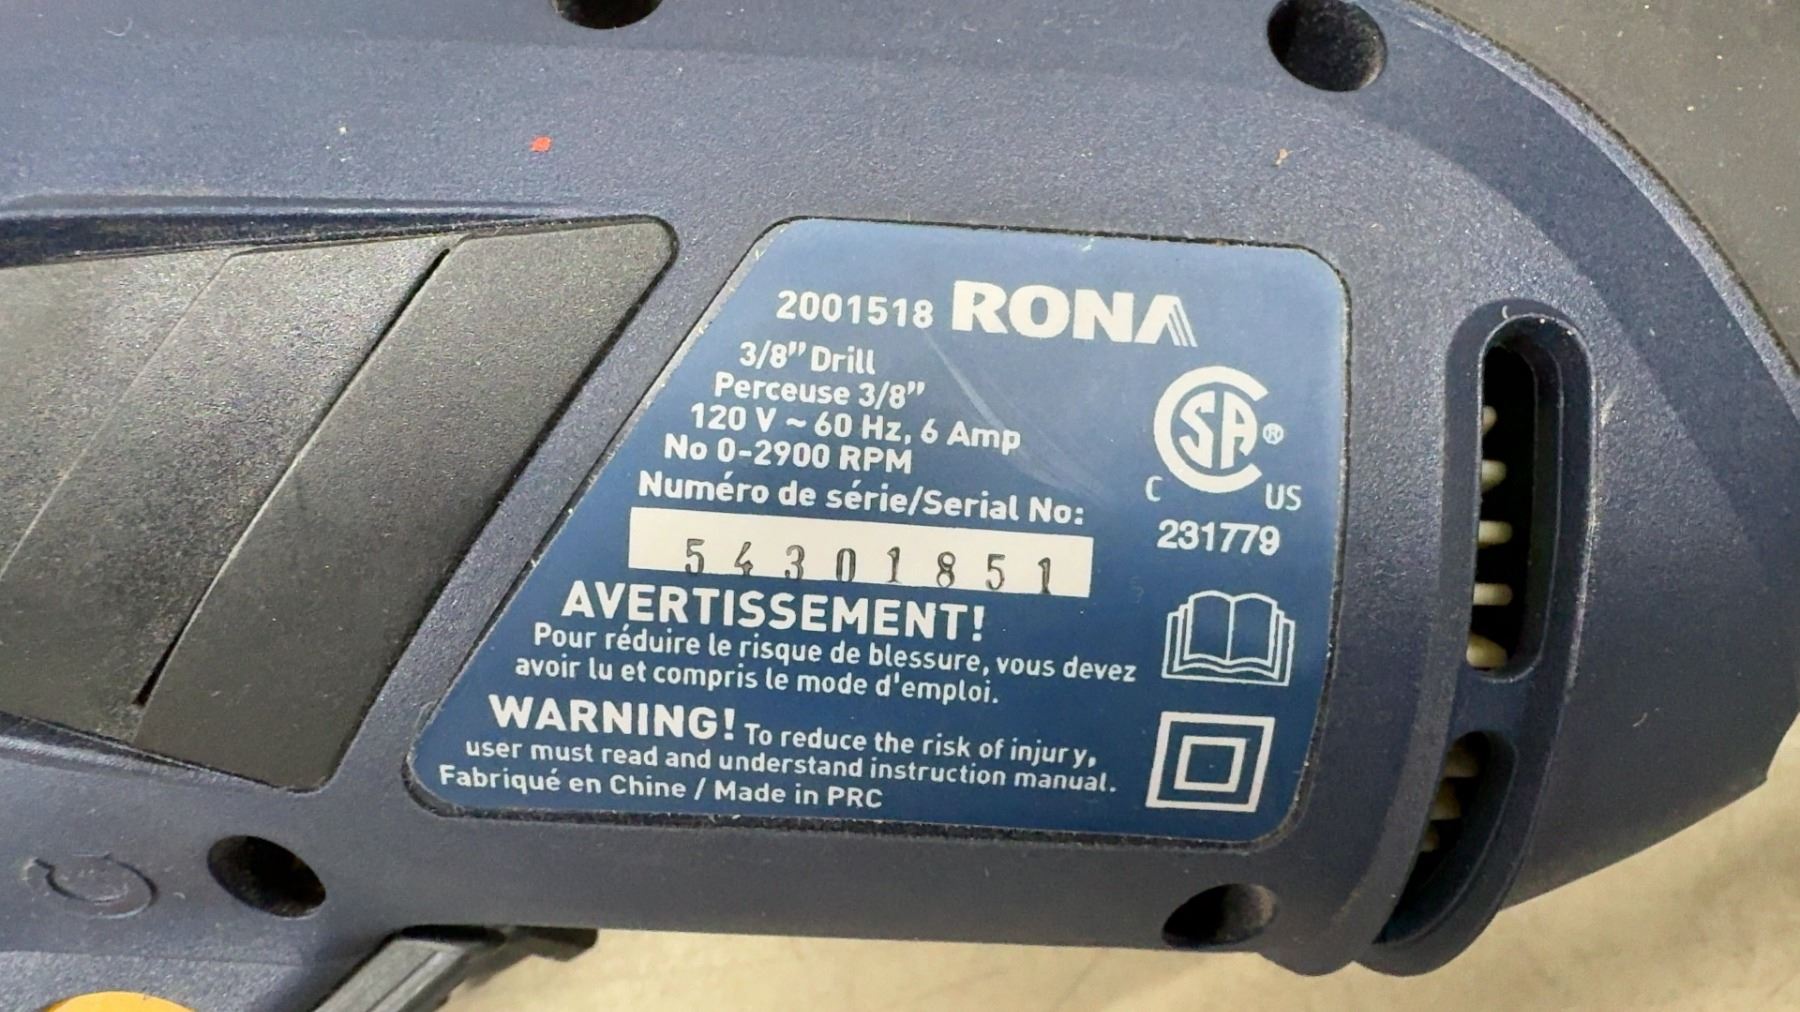 2001518 RONA
3/8” Drill
Perceuse 3/8”
120 V ~ 60 Hz, 6 Amp
No 0-2900 RPM
Numéro de série/Serial No:
54301851
CSA®
C US
231779
AVERTISSEMENT!
Pour réduire le risque de blessure, vous devez
avoir lu et compris le mode d'emploi.
WARNING! To reduce the risk of injury,
user must read and understand instruction manual.
Fabriqué en Chine / Made in PRC